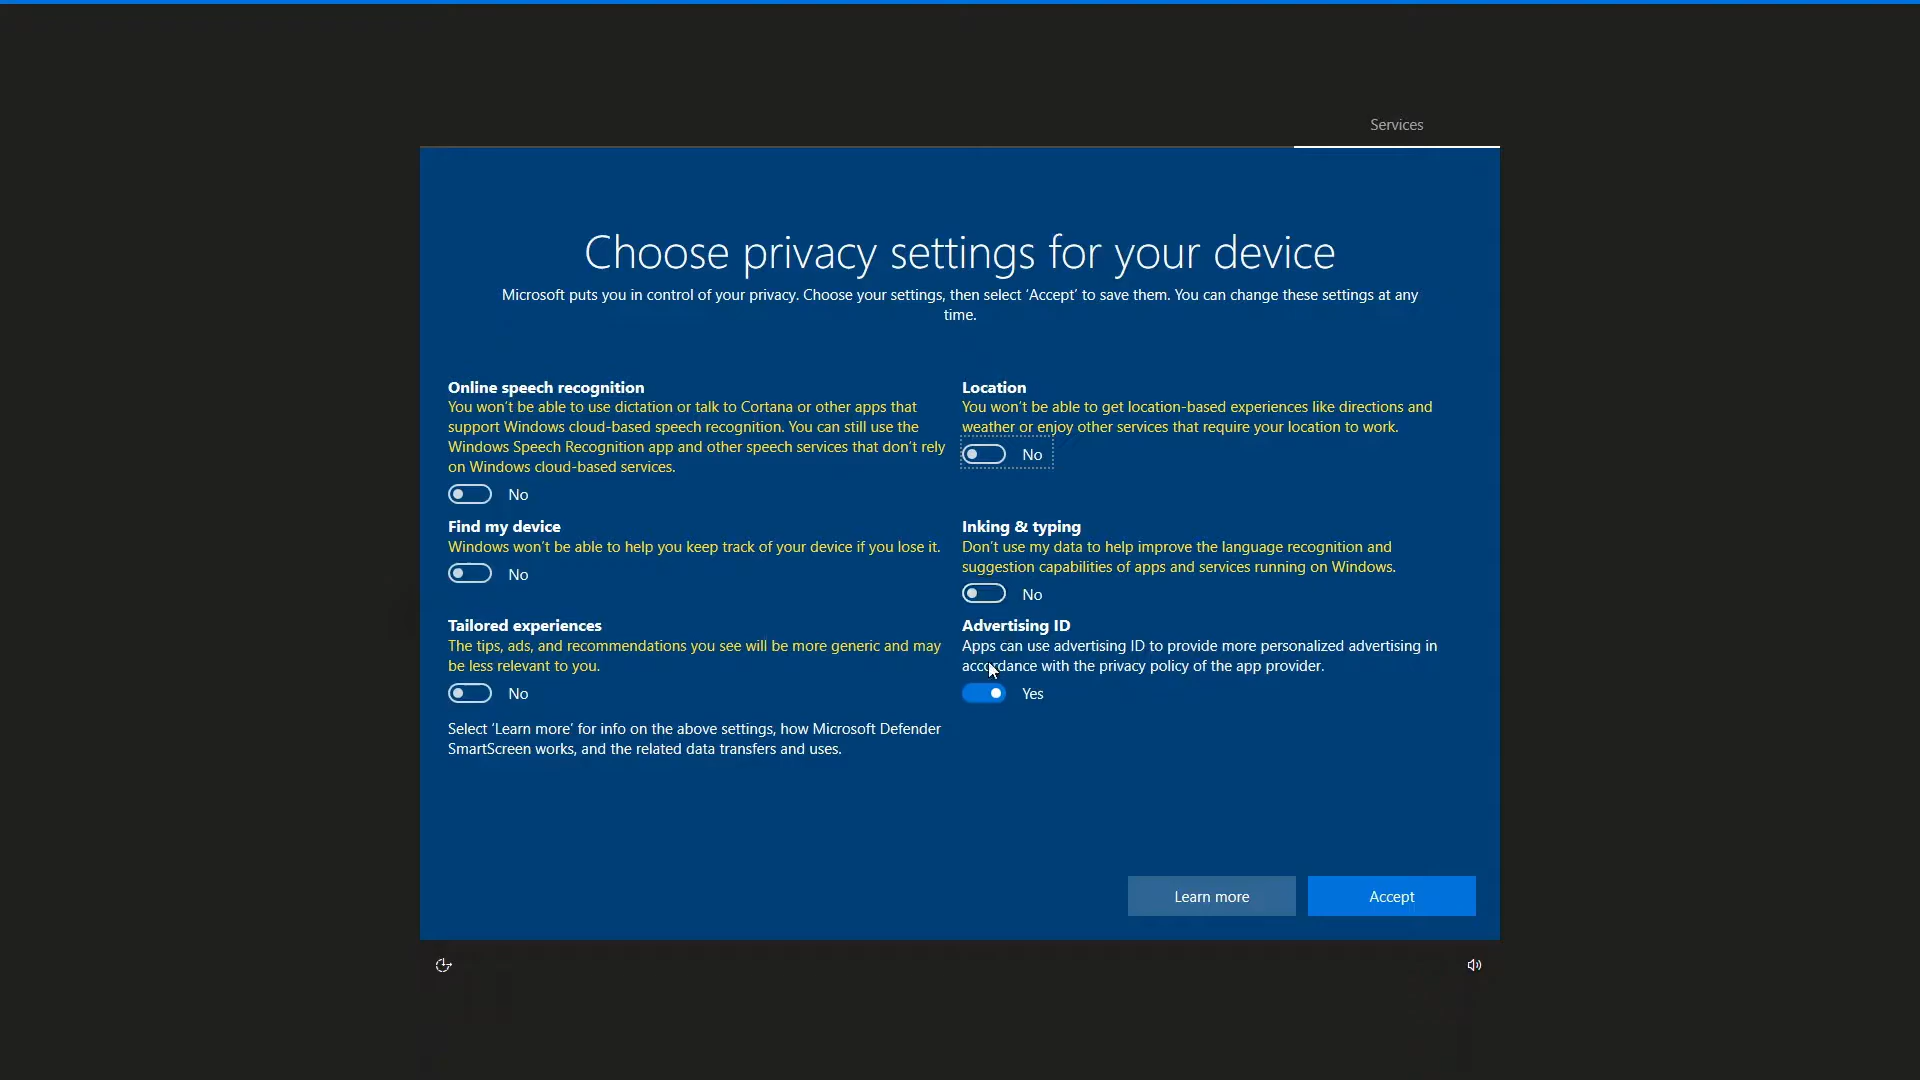 Services
Choose privacy settings for your device
Microsoft puts you in control of your privacy. Choose your settings, then select ‘Accept’ to save them. You can change these settings at any
time.
Online speech recognition
You won’t be able to use dictation or talk to Cortana or other apps that
support Windows cloud-based speech recognition. You can still use the
Windows Speech Recognition app and other speech services that don’t rely
on Windows cloud-based services.
No
Location
You won’t be able to get location-based experiences like directions and
weather or enjoy other services that require your location to work.
No
Find my device
Windows won’t be able to help you keep track of your device if you lose it.
No
Inking & typing
Don’t use my data to help improve the language recognition and
suggestion capabilities of apps and services running on Windows.
No
Tailored experiences
The tips, ads, and recommendations you see will be more generic and may
be less relevant to you.
No
Advertising ID
Apps can use advertising ID to provide more personalized advertising in
accordance with the privacy policy of the app provider.
Yes
Select ‘Learn more’ for info on the above settings, how Microsoft Defender
SmartScreen works, and the related data transfers and uses.
Learn more
Accept